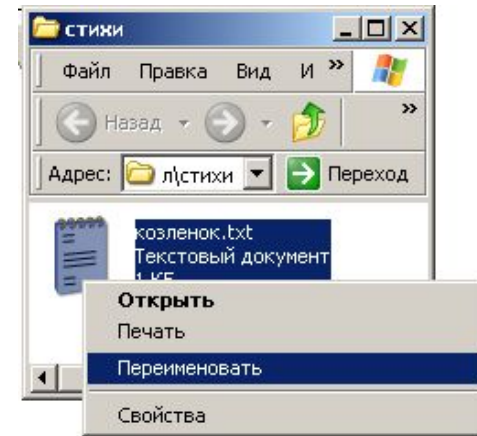 стихи
Файл Правка Вид И »
Назад »
Адрес: л\стихи Переход
козленок.txt
Текстовый документ
1 КБ
Открыть
Печать
Переименовать
Свойства